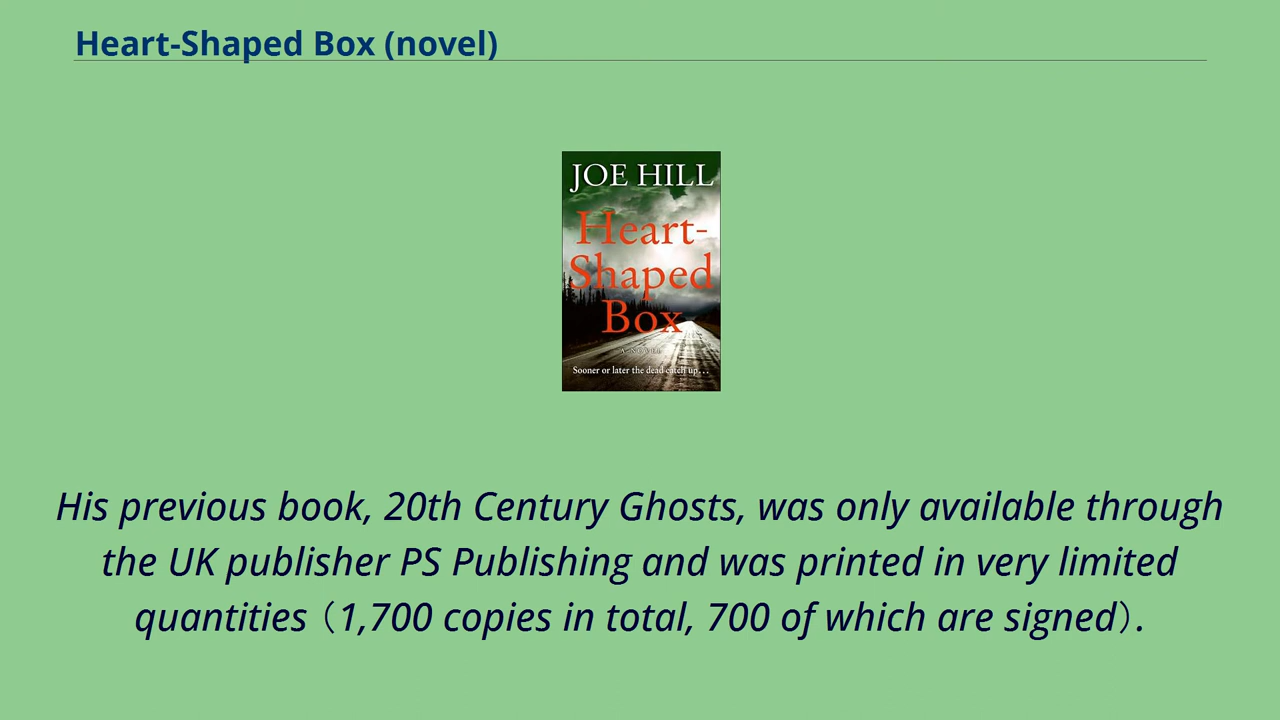 Heart-Shaped Box (novel)
JOE HILL
Heart-
Shaped
Box
A NOVEL
Sooner or later the dead catch up...
His previous book, 20th Century Ghosts, was only available through
the UK publisher PS Publishing and was printed in very limited
quantities（1,700 copies in total, 700 of which are signed）.